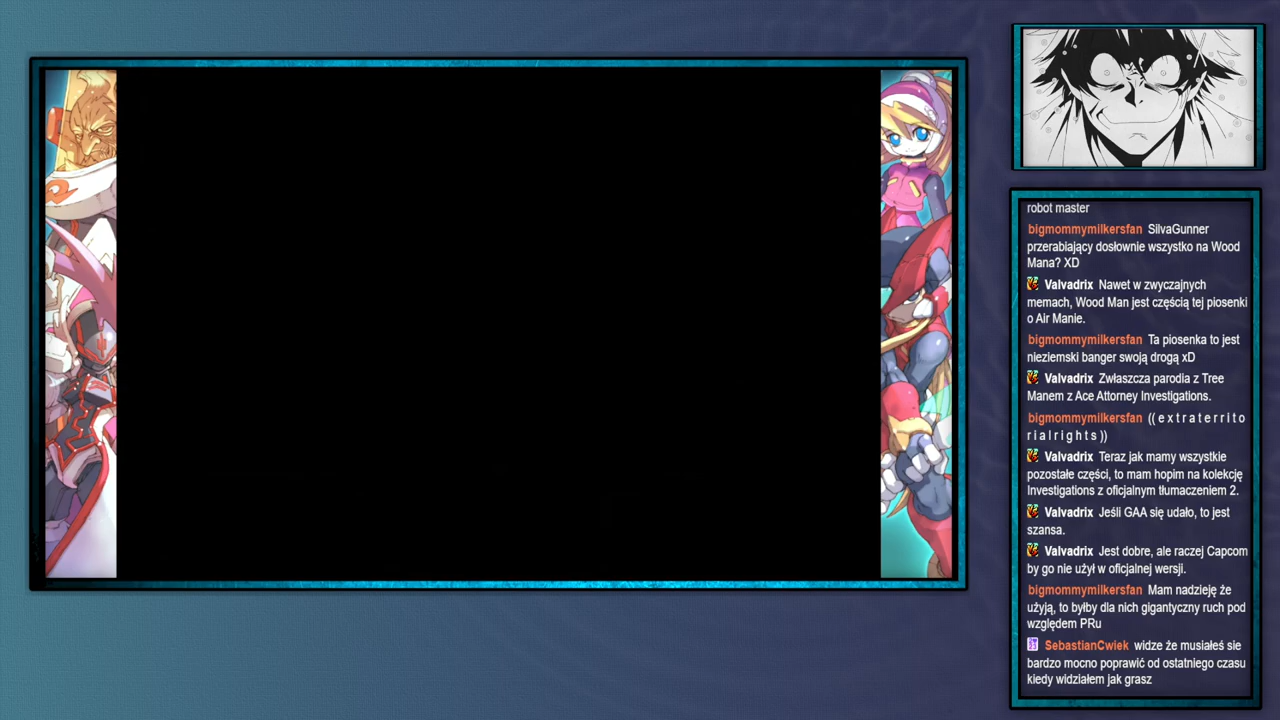 robot master
bigmommymilkersfan SilvaGunner
przerabiający dosłownie wszystko na Wood
Mana? XD
Valvadrix Nawet w zwyczajnych
memach, Wood Man jest częścią tej piosenki
o Air Manie.
bigmommymilkersfan Ta piosenka to jest
nieziemski banger swoją drogą xD
Valvadrix Zwłaszcza parodia z Tree
Manem z Ace Attorney Investigations.
bigmommymilkersfan (( e x t r a t e r r i t o
r i a l r i g h t s ))
Valvadrix Teraz jak mamy wszystkie
pozostałe części, to mam hopim na kolekcję
Investigations z oficjalnym tłumaczeniem 2.
Valvadrix Jeśli GAA się udało, to jest
szansa.
Valvadrix Jest dobre, ale raczej Capcom
by go nie użył w oficjalnej wersji.
bigmommymilkersfan Mam nadzieję że
użyją, to byłby dla nich gigantyczny ruch pod
względem PRu
SebastianCwiek widze że musiałeś sie
bardzo mocno poprawić od ostatniego czasu
kiedy widziałem jak grasz